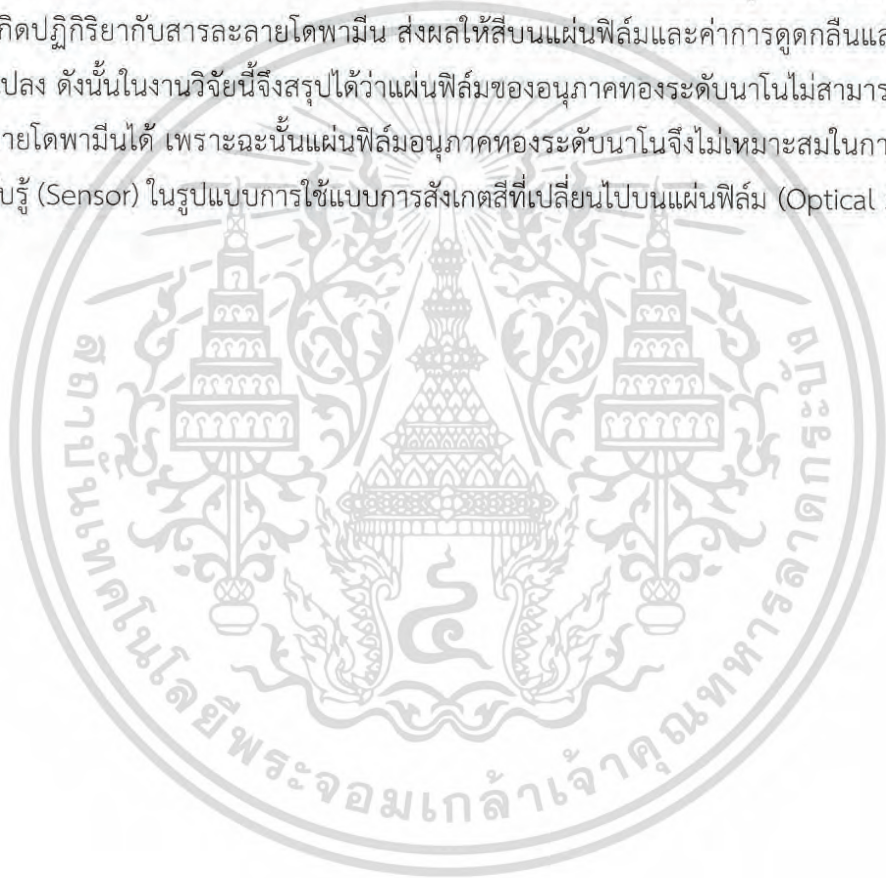 กิดปฏิกิริยากับสารละลายโดพามีน ส่งผลให้สีบนแผ่นฟิล์มและค่าการดูดกลืนแส
ปลง ดังนั้นในงานวิจัยนี้จึงสรุปได้ว่าแผ่นฟิล์มของอนุภาคทองระดับนาโนไม่สามาร
ายโดพามีนได้ เพราะฉะนั้นแผ่นฟิล์มอนุภาคทองระดับนาโนจึงไม่เหมาะสมในกา
บรู้ (Sensor) ในรูปแบบการใช้แบบการสังเกตสีที่เปลี่ยนไปบนแผ่นฟิล์ม (Optical
สถาบันเทคโนโลยีพระจอมเกล้าเจ้าคุณทหารลาดกระบัง